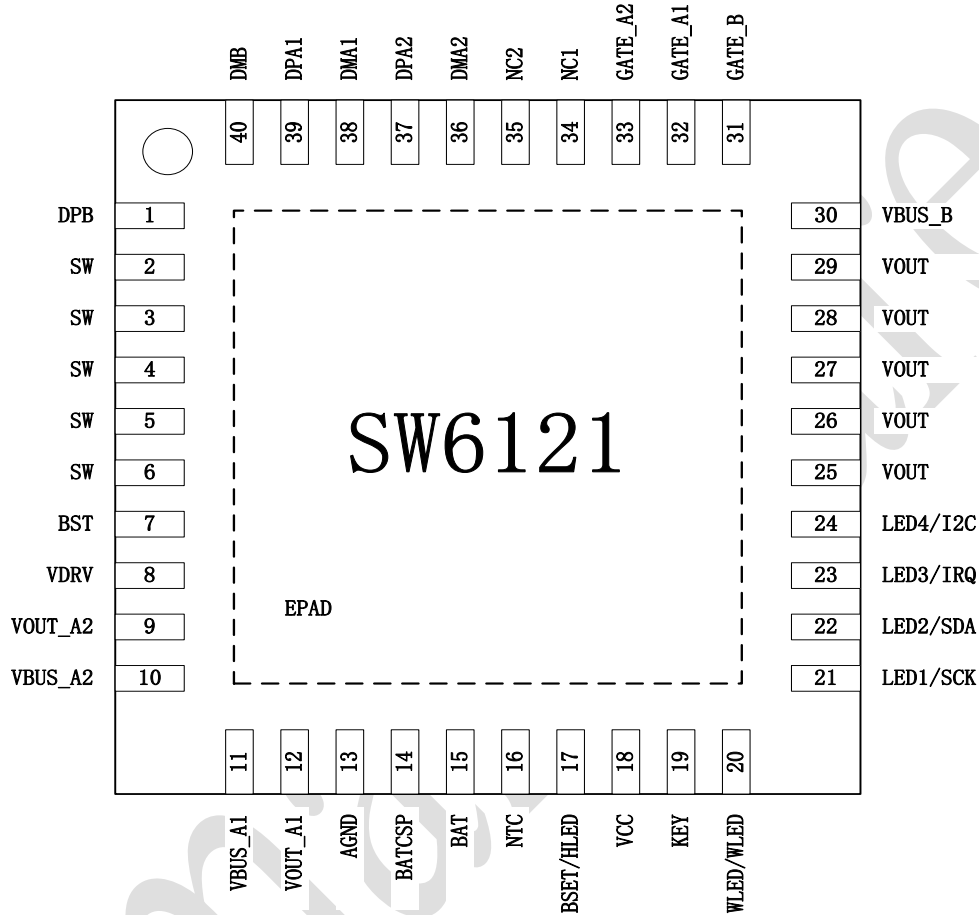 DMB DPA1 DMA1 DPA2 DMA2 NC2 NC1 GATE_A2 GATE_A1 GATE_B
40 39 38 37 36 35 34 33 32 31
DPB 1 30 VBUS_B
SW 2 29 VOUT
SW 3 28 VOUT
SW 4 27 VOUT
SW 5 26 VOUT
SW 6 25 VOUT
SW6121
BST 7 24 LED4/I2C
VDRV 8 23 LED3/IRQ
EPAD
VOUT_A2 9 22 LED2/SDA
VBUS_A2 10 21 LED1/SCK
11 12 13 14 15 16 17 18 19 20
VBUS_A1 VOUT_A1 AGND BATCSP BAT NTC BSET/HLED VCC KEY WLED/WLED